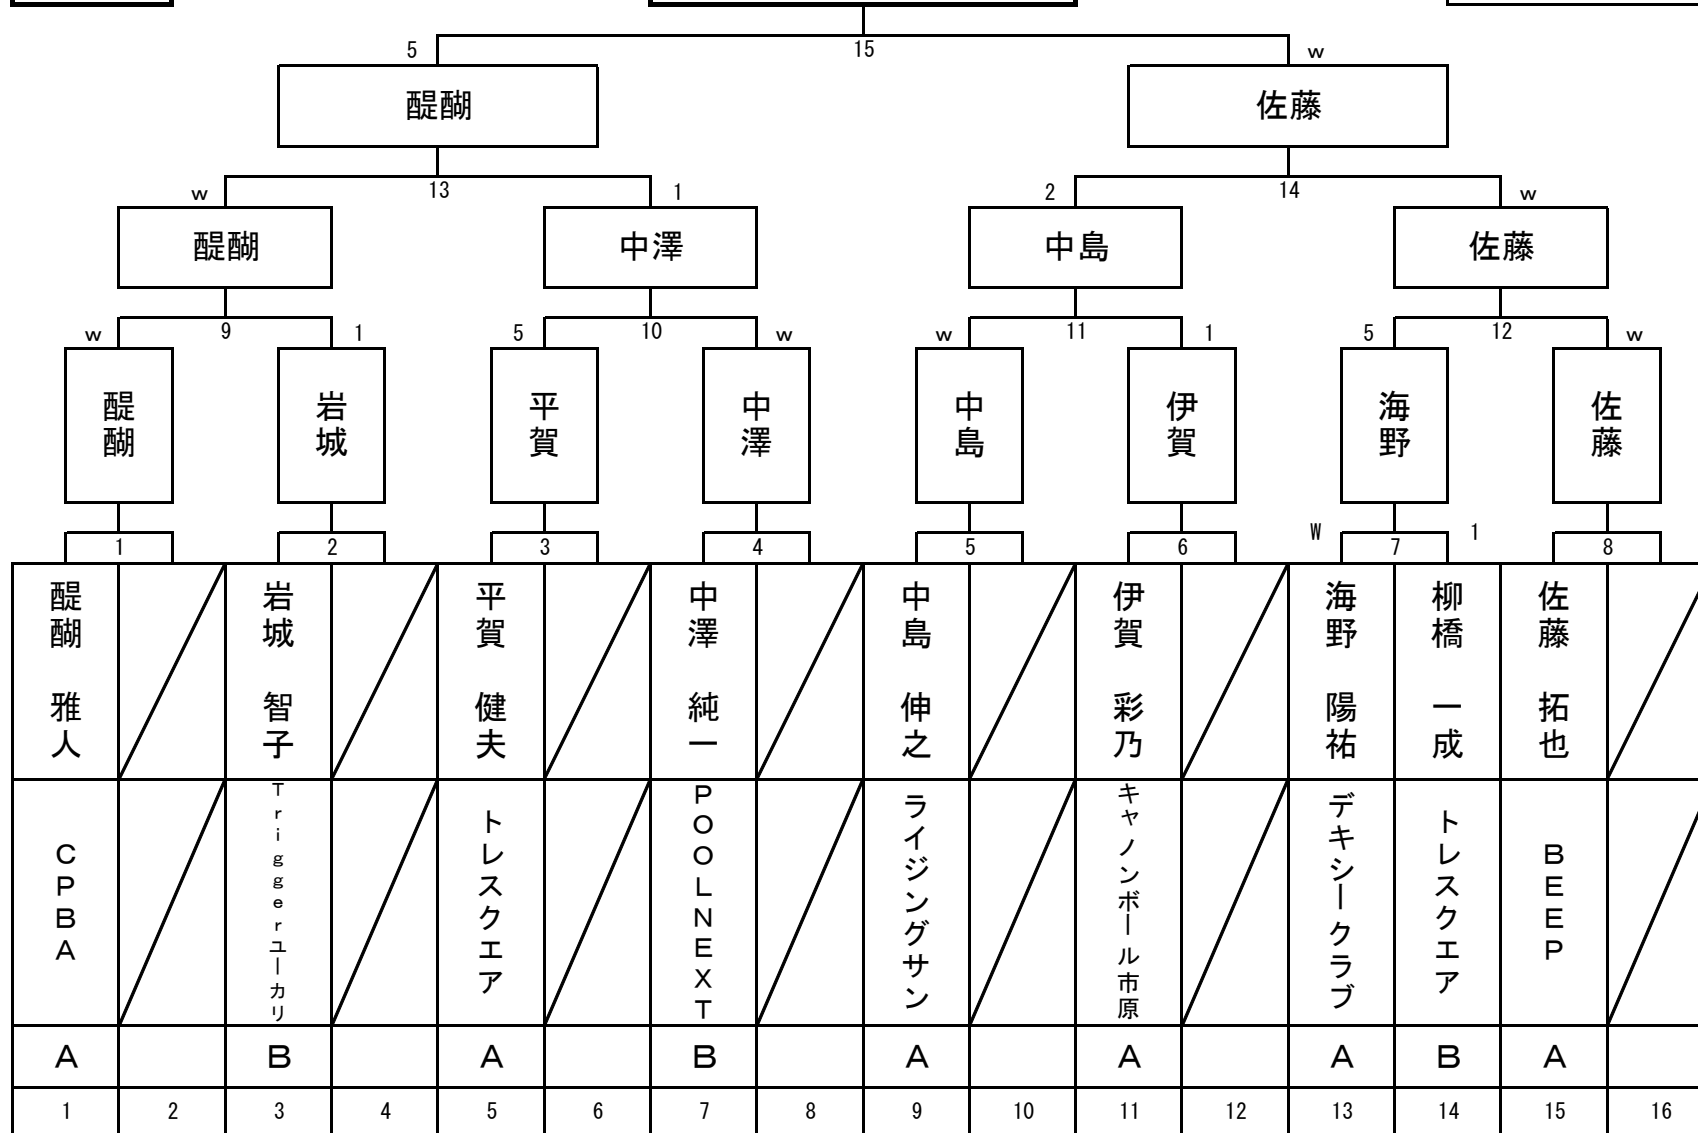 5 15 w
醍醐 佐藤
w 13 1 2 14 w
醍醐 中澤 中島 佐藤
w 9 1 5 10 w w 11 1 5 12 w
醍醐 岩城 平賀 中澤 中島 伊賀 海野 佐藤
1 2 3 4 5 6 W 7 1 8
醍醐 雅人
岩城 智子
平賀 健夫
中澤 純一
中島 伸之
伊賀 彩乃
海野 陽祐
柳橋 一成
佐藤 拓也
CPBA
Triggerユーカリ
トレスクエア
POOLNEXT
ライジングサン
キャノンボール市原
デキシークラブ
トレスクエア
BEEP
A B A B A A A B A
1 2 3 4 5 6 7 8 9 10 11 12 13 14 15 16